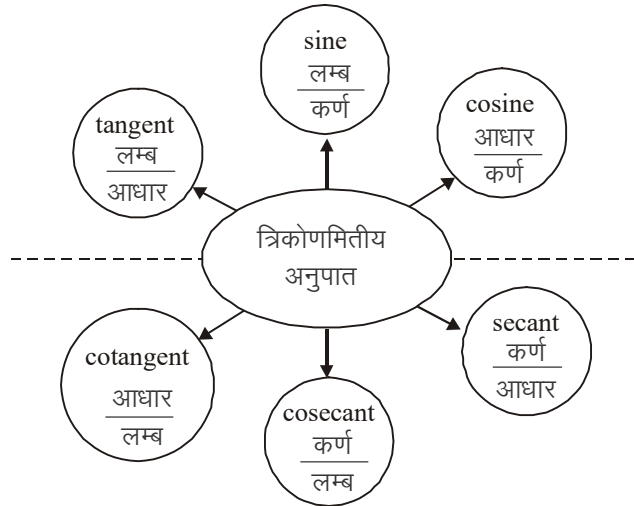 sine
लम्ब
कर्ण
cosine
आधार
कर्ण
tangent
लम्ब
आधार
त्रिकोणमितीय
अनुपात
cotangent
आधार
लम्ब
cosecant
कर्ण
लम्ब
secant
कर्ण
आधार